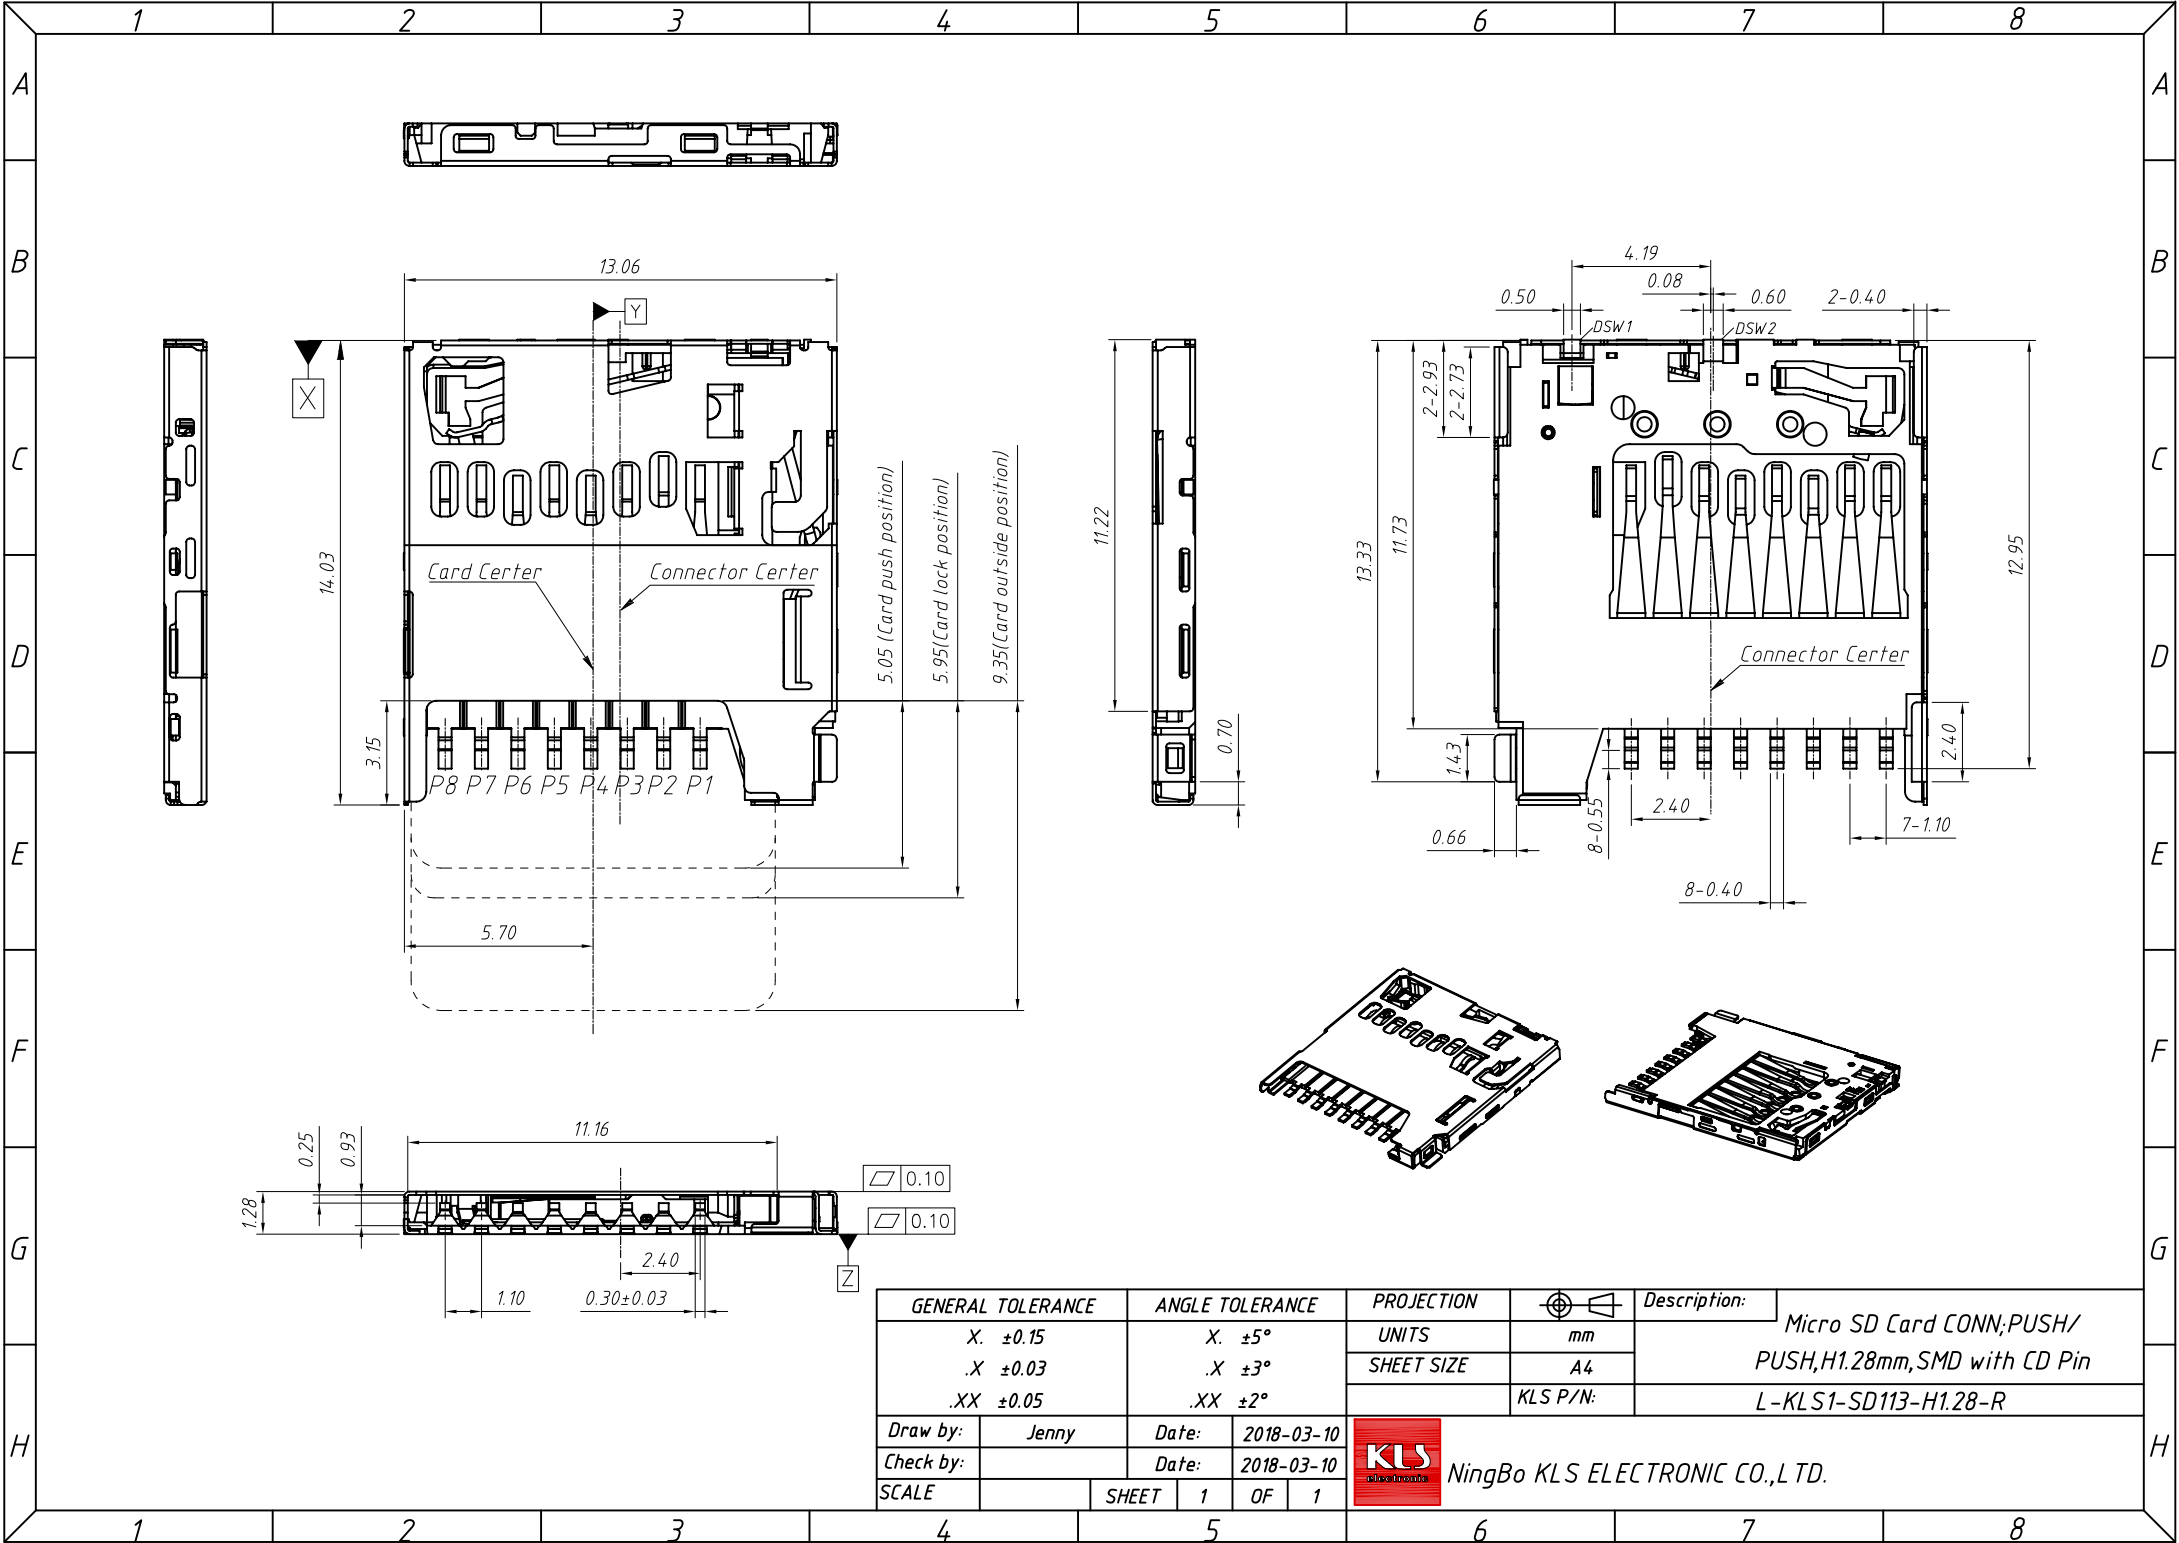 1 2 3 4 5 6 7 8
A A
B B
C C
D D
E E
F F
G G
H H
13.06
Y
X
14.03
3.15
Card Certer
Connector Certer
P8 P7 P6 P5 P4 P3 P2 P1
5.05 (Card push position)
5.95(Card lock position)
9.35(Card outside position)
5.70
11.22
0.70
4.19
0.08
0.50
0.60
2-0.40
DSW1
DSW2
2-2.93
2-2.73
13.33
11.73
12.95
Connector Certer
1.43
2.40
0.66
8-0.55
2.40
7-1.10
8-0.40
11.16
0.25
0.93
1.28
0.10
0.10
Z
2.40
1.10
0.30±0.03
GENERAL TOLERANCE
X. ±0.15
.X ±0.03
.XX ±0.05
ANGLE TOLERANCE
X. ±5°
.X ±3°
.XX ±2°
PROJECTION
UNITS mm
SHEET SIZE A4
KLS P/N: L-KLS1-SD113-H1.28-R
Description:
Micro SD Card CONN;PUSH/
PUSH,H1.28mm,SMD with CD Pin
Draw by: Jenny Date: 2018-03-10
Check by: Date: 2018-03-10
SCALE SHEET 1 OF 1
KLS
electronic
NingBo KLS ELECTRONIC CO.,LTD.
1 2 3 4 5 6 7 8